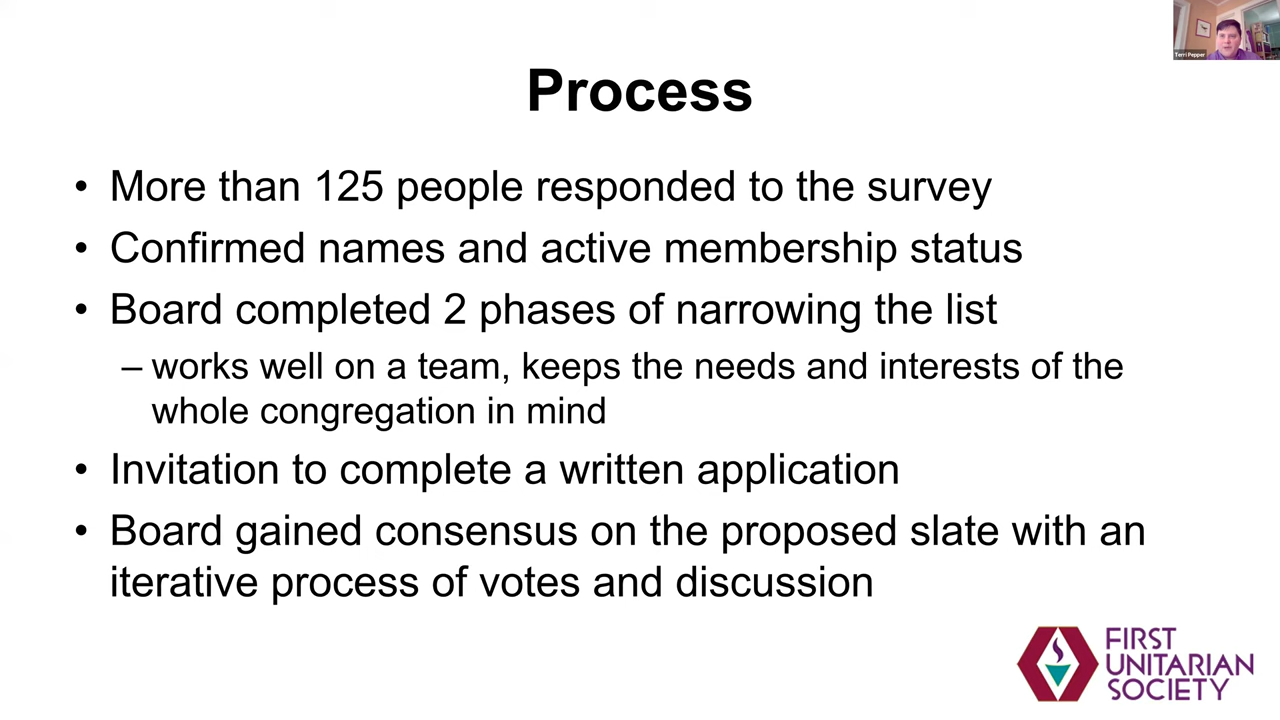 Terri Pepper
Process
• More than 125 people responded to the survey
• Confirmed names and active membership status
• Board completed 2 phases of narrowing the list
– works well on a team, keeps the needs and interests of the
whole congregation in mind
• Invitation to complete a written application
• Board gained consensus on the proposed slate with an
iterative process of votes and discussion
FIRST
UNITARIAN
SOCIETY